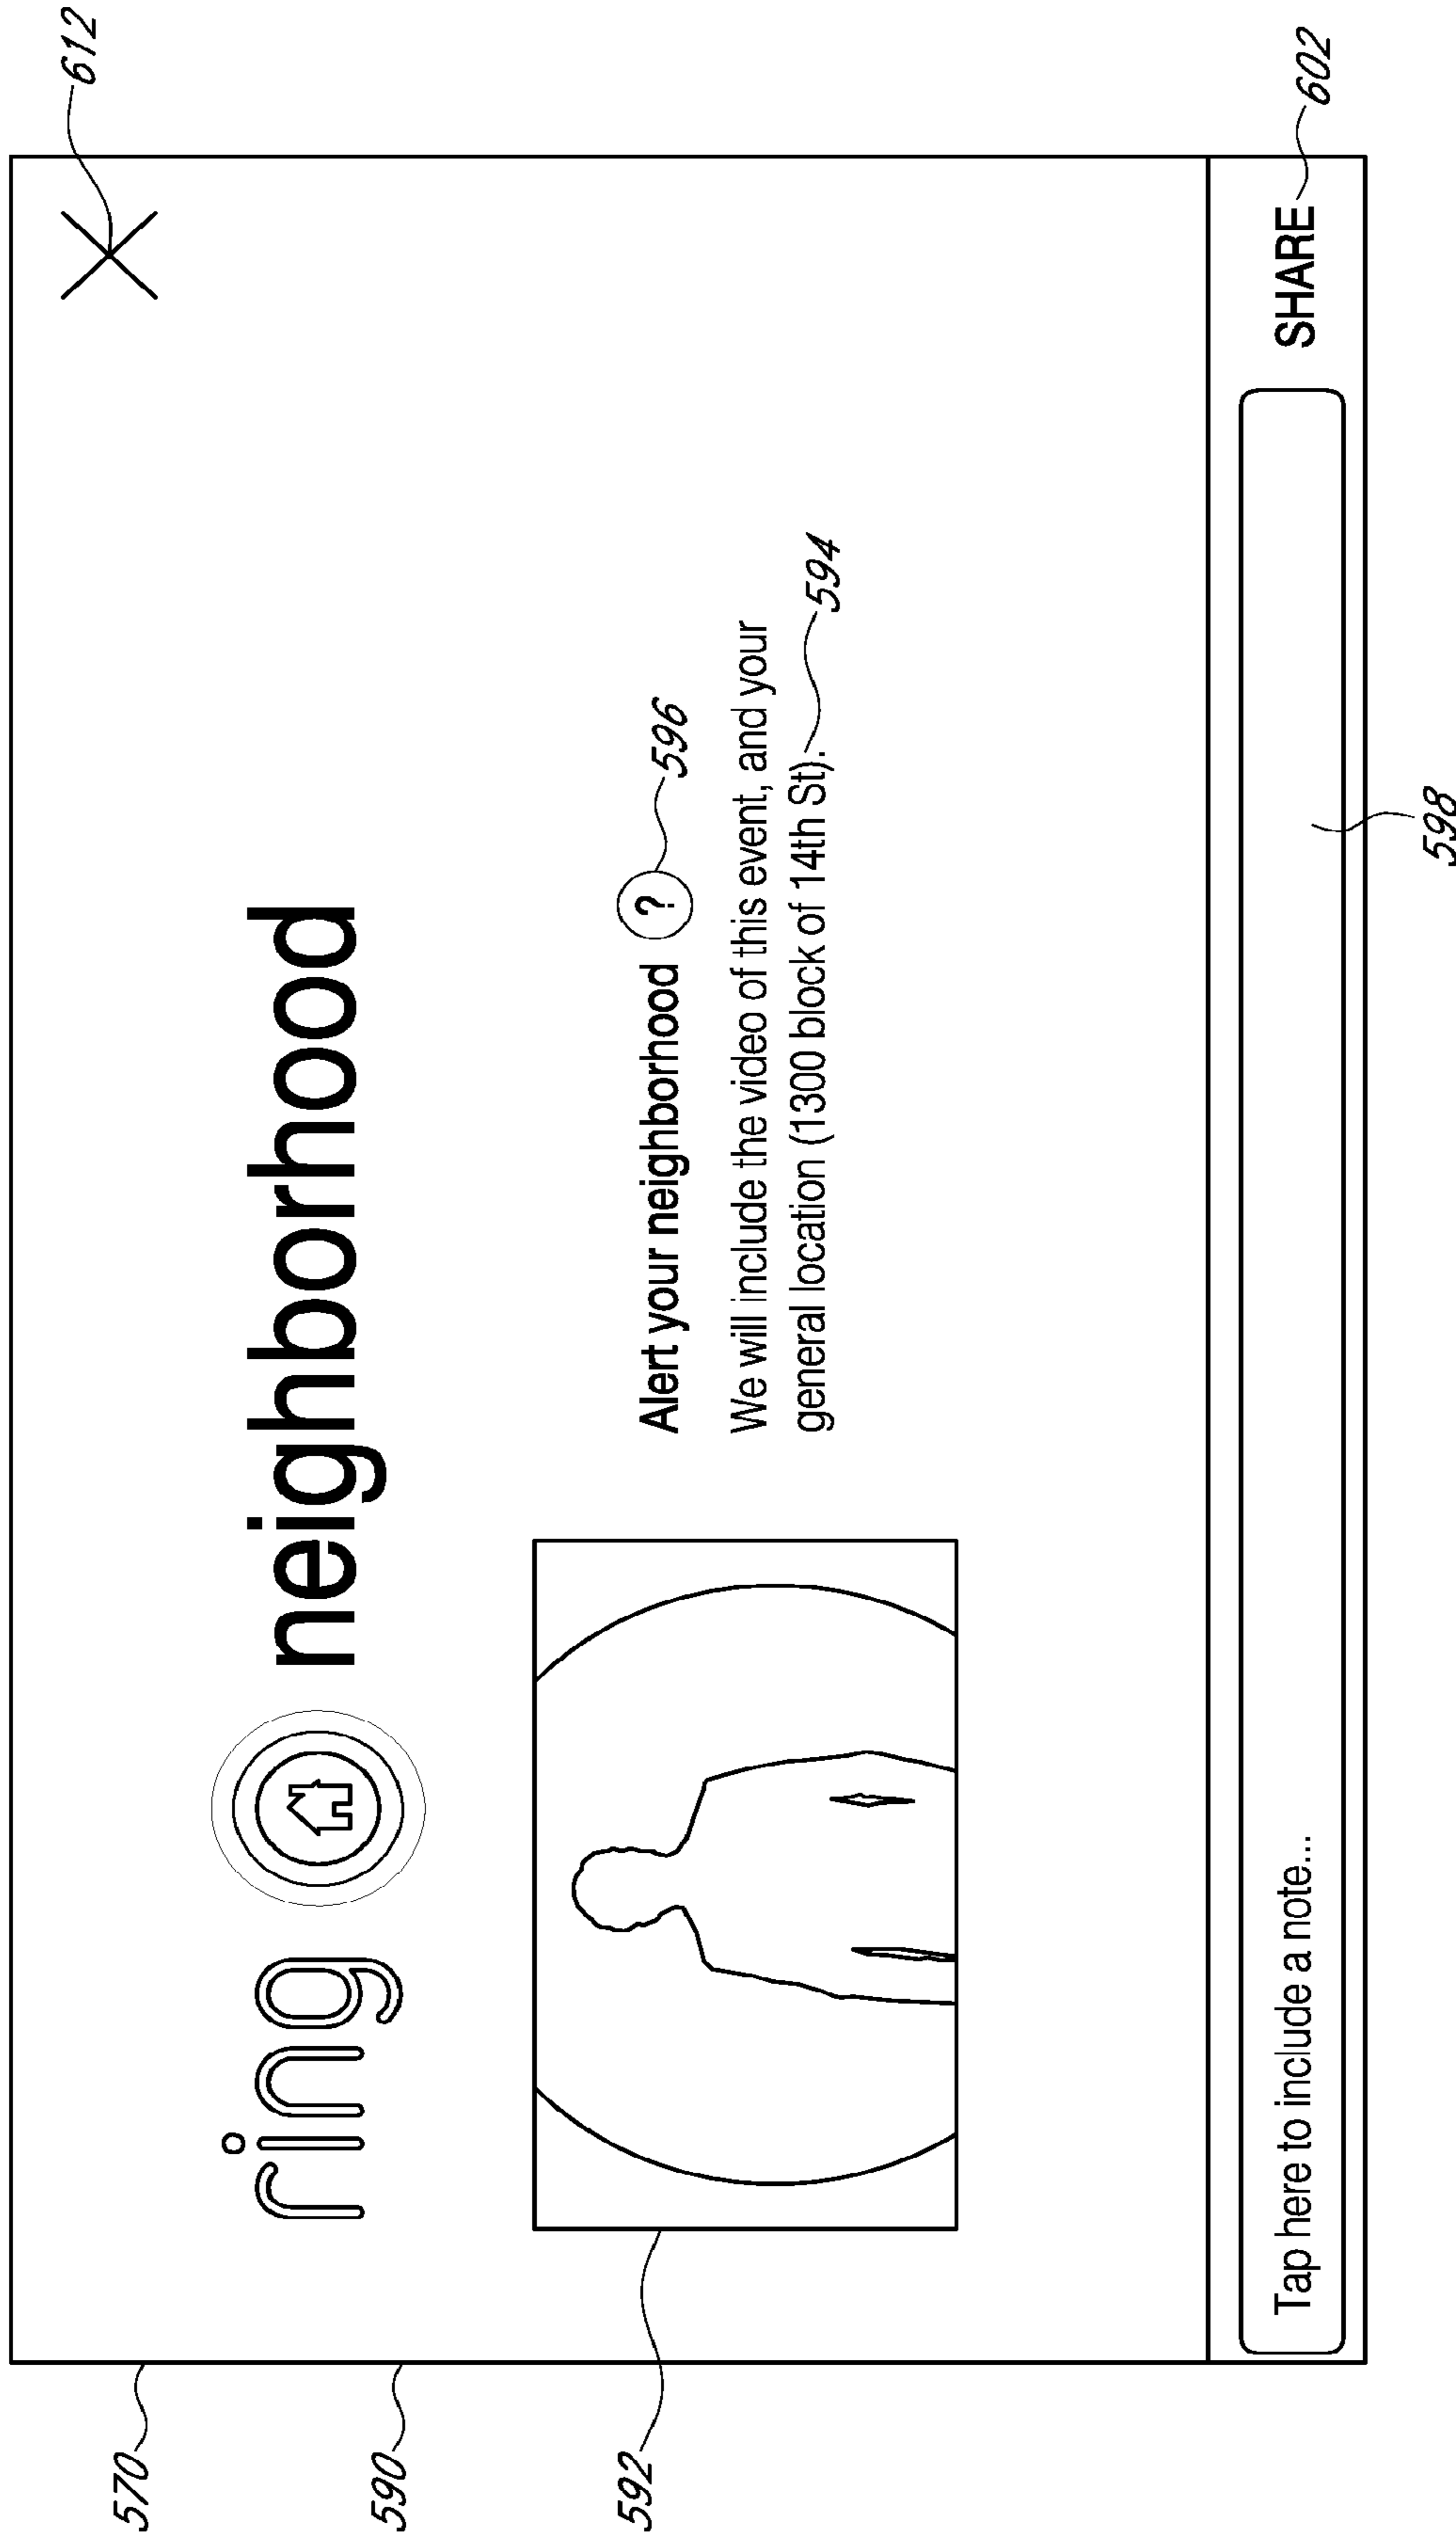 612
570
ring neighborhood
590
592
Alert your neighborhood ? 596
We will include the video of this event, and your
general location (1300 block of 14th St). 594
Tap here to include a note... SHARE 602
598